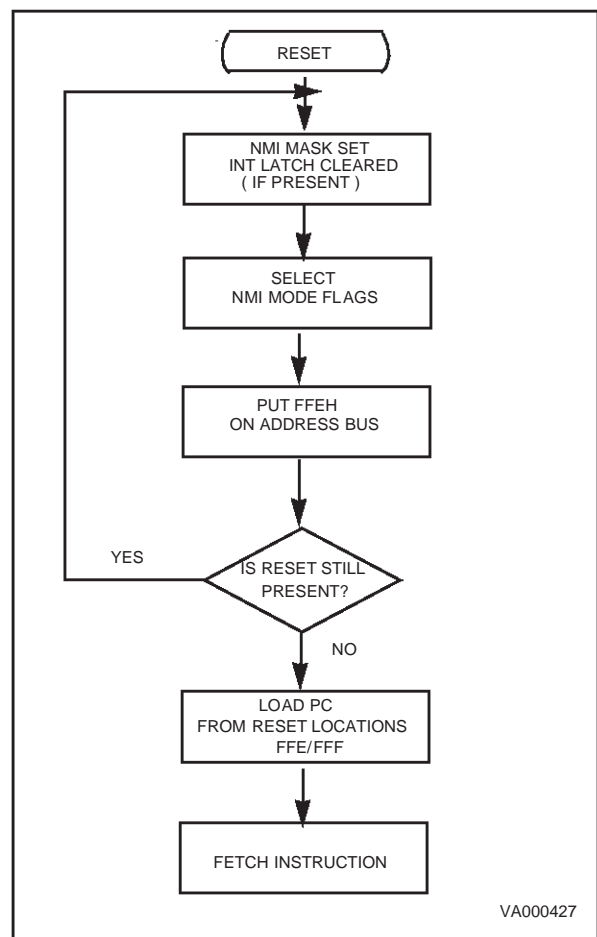 RESET
NMI MASK SET
INT LATCH CLEARED
( IF PRESENT )
SELECT
NMI MODE FLAGS
PUT FFEH
ON ADDRESS BUS
YES
IS RESET STILL
PRESENT?
NO
LOAD PC
FROM RESET LOCATIONS
FFE/FFF
FETCH INSTRUCTION
VA000427